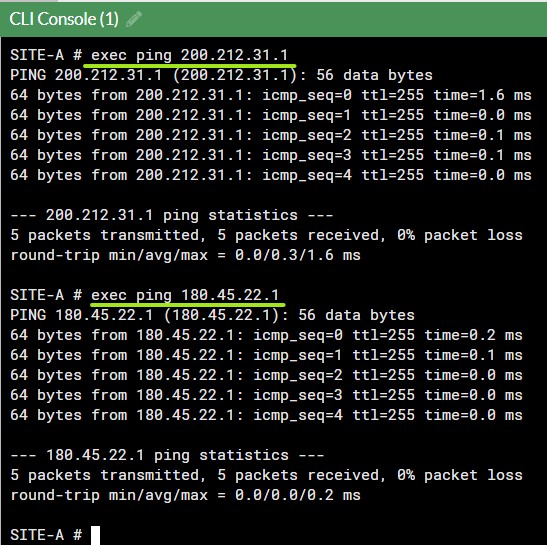 CLI Console (1)
SITE-A # exec ping 200.212.31.1
PING 200.212.31.1 (200.212.31.1): 56 data bytes
64 bytes from 200.212.31.1: icmp_seq=0 ttl=255 time=1.6 ms
64 bytes from 200.212.31.1: icmp_seq=1 ttl=255 time=0.0 ms
64 bytes from 200.212.31.1: icmp_seq=2 ttl=255 time=0.1 ms
64 bytes from 200.212.31.1: icmp_seq=3 ttl=255 time=0.1 ms
64 bytes from 200.212.31.1: icmp_seq=4 ttl=255 time=0.0 ms
--- 200.212.31.1 ping statistics ---
5 packets transmitted, 5 packets received, 0% packet loss
round-trip min/avg/max = 0.0/0.3/1.6 ms
SITE-A # exec ping 180.45.22.1
PING 180.45.22.1 (180.45.22.1): 56 data bytes
64 bytes from 180.45.22.1: icmp_seq=0 ttl=255 time=0.2 ms
64 bytes from 180.45.22.1: icmp_seq=1 ttl=255 time=0.1 ms
64 bytes from 180.45.22.1: icmp_seq=2 ttl=255 time=0.0 ms
64 bytes from 180.45.22.1: icmp_seq=3 ttl=255 time=0.0 ms
64 bytes from 180.45.22.1: icmp_seq=4 ttl=255 time=0.0 ms
--- 180.45.22.1 ping statistics ---
5 packets transmitted, 5 packets received, 0% packet loss
round-trip min/avg/max = 0.0/0.0/0.2 ms
SITE-A #